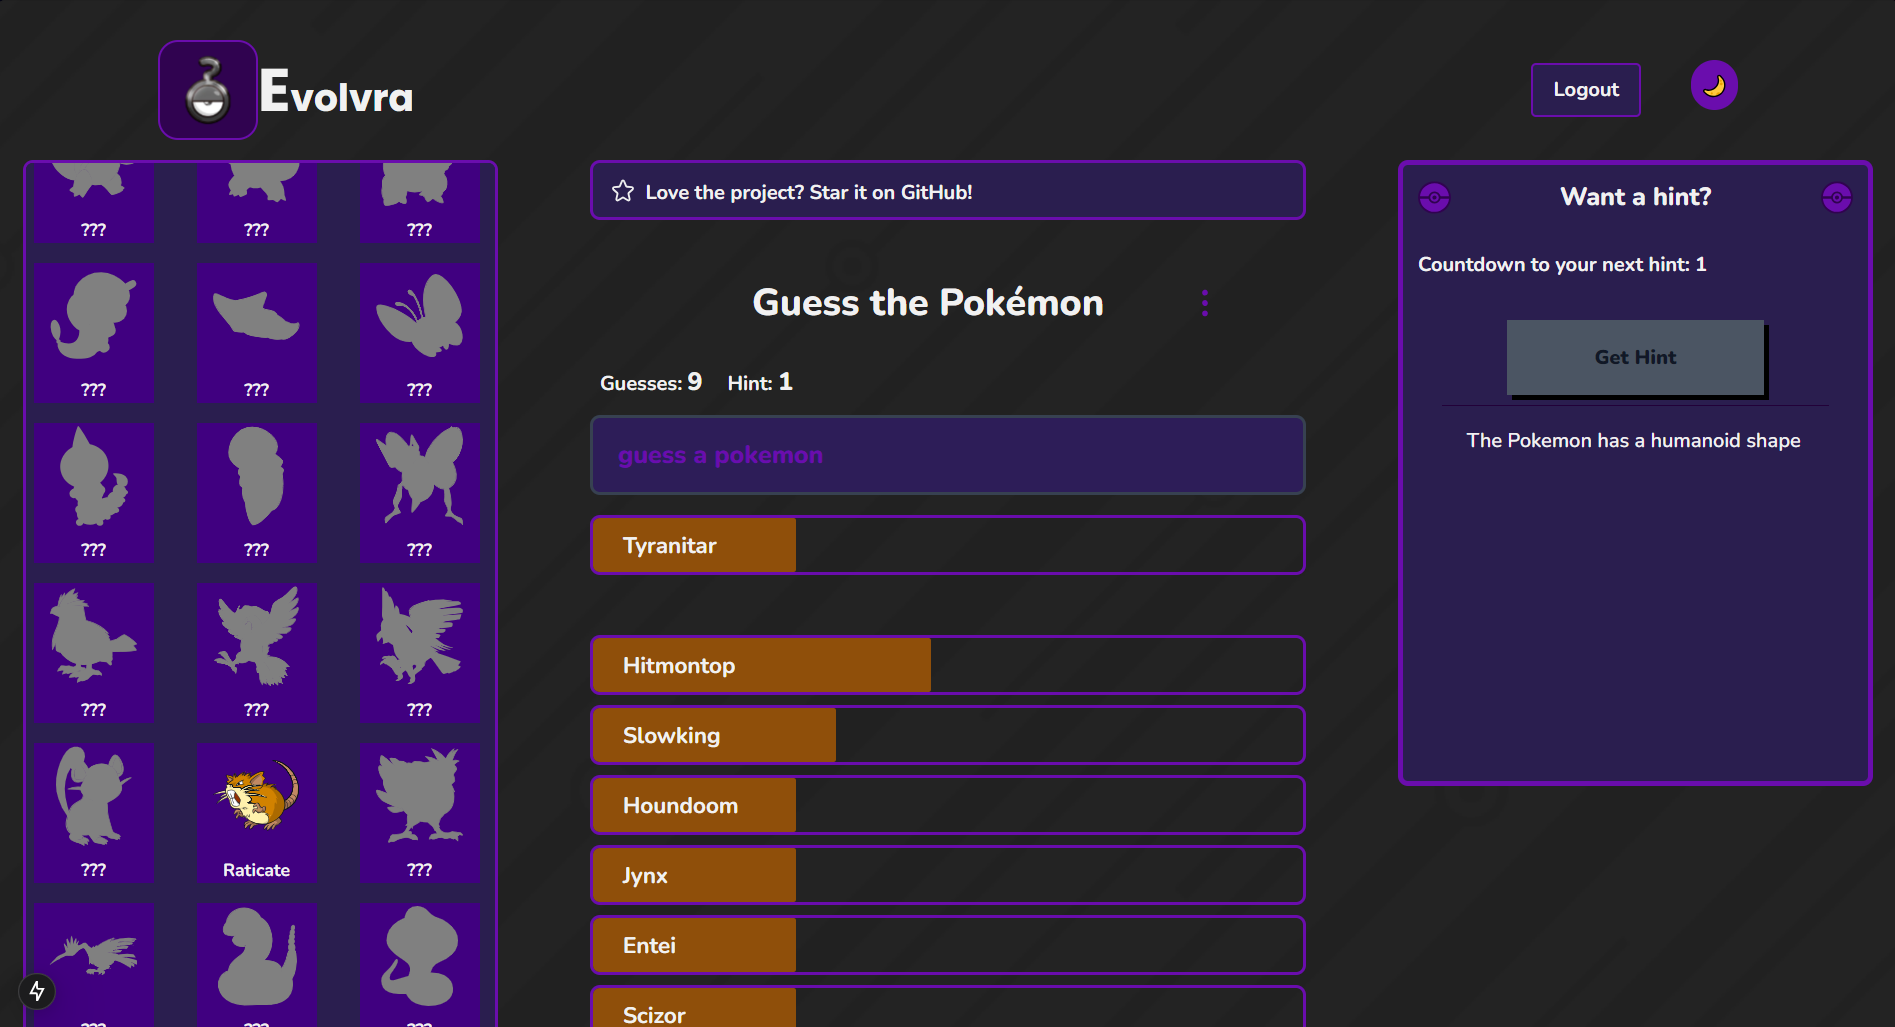 Evolvra
Logout
??? ??? ???
??? ??? ???
??? ??? ???
??? ??? ???
??? Raticate ???
??? ??? ???
Love the project? Star it on GitHub!
Guess the Pokémon
Guesses: 9 Hint: 1
guess a pokemon
Tyranitar
Hitmontop
Slowking
Houndoom
Jynx
Entei
Scizor
Want a hint?
Countdown to your next hint: 1
Get Hint
The Pokemon has a humanoid shape